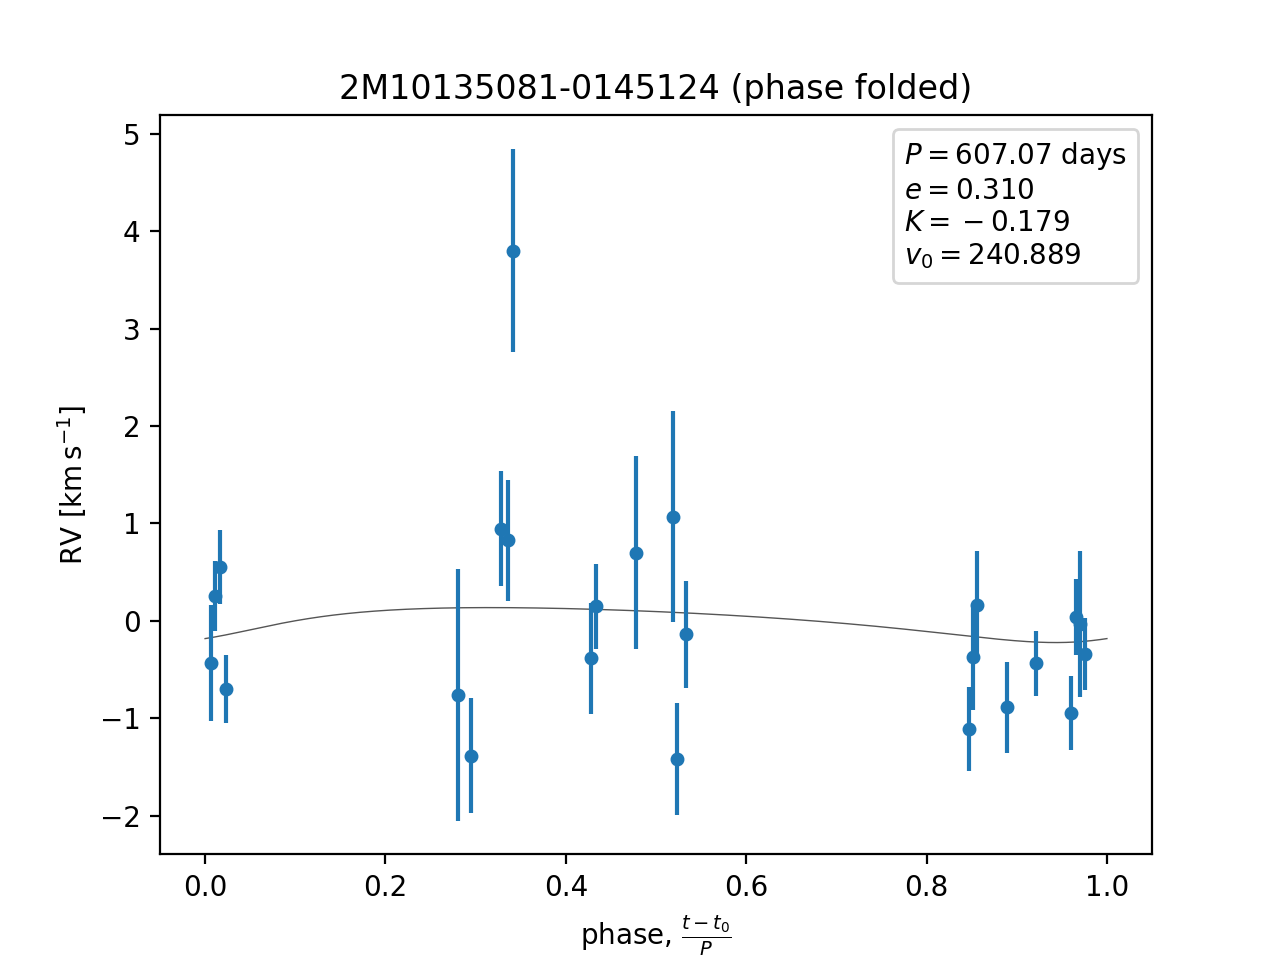 2M10135081-0145124 (phase folded)
P = 607.07 days
e = 0.310
K = −0.179
v₀ = 240.889
5
4
3
2
1
0
−1
−2
RV [km s⁻¹]
0.0 0.2 0.4 0.6 0.8 1.0
phase, (t − t₀)/P